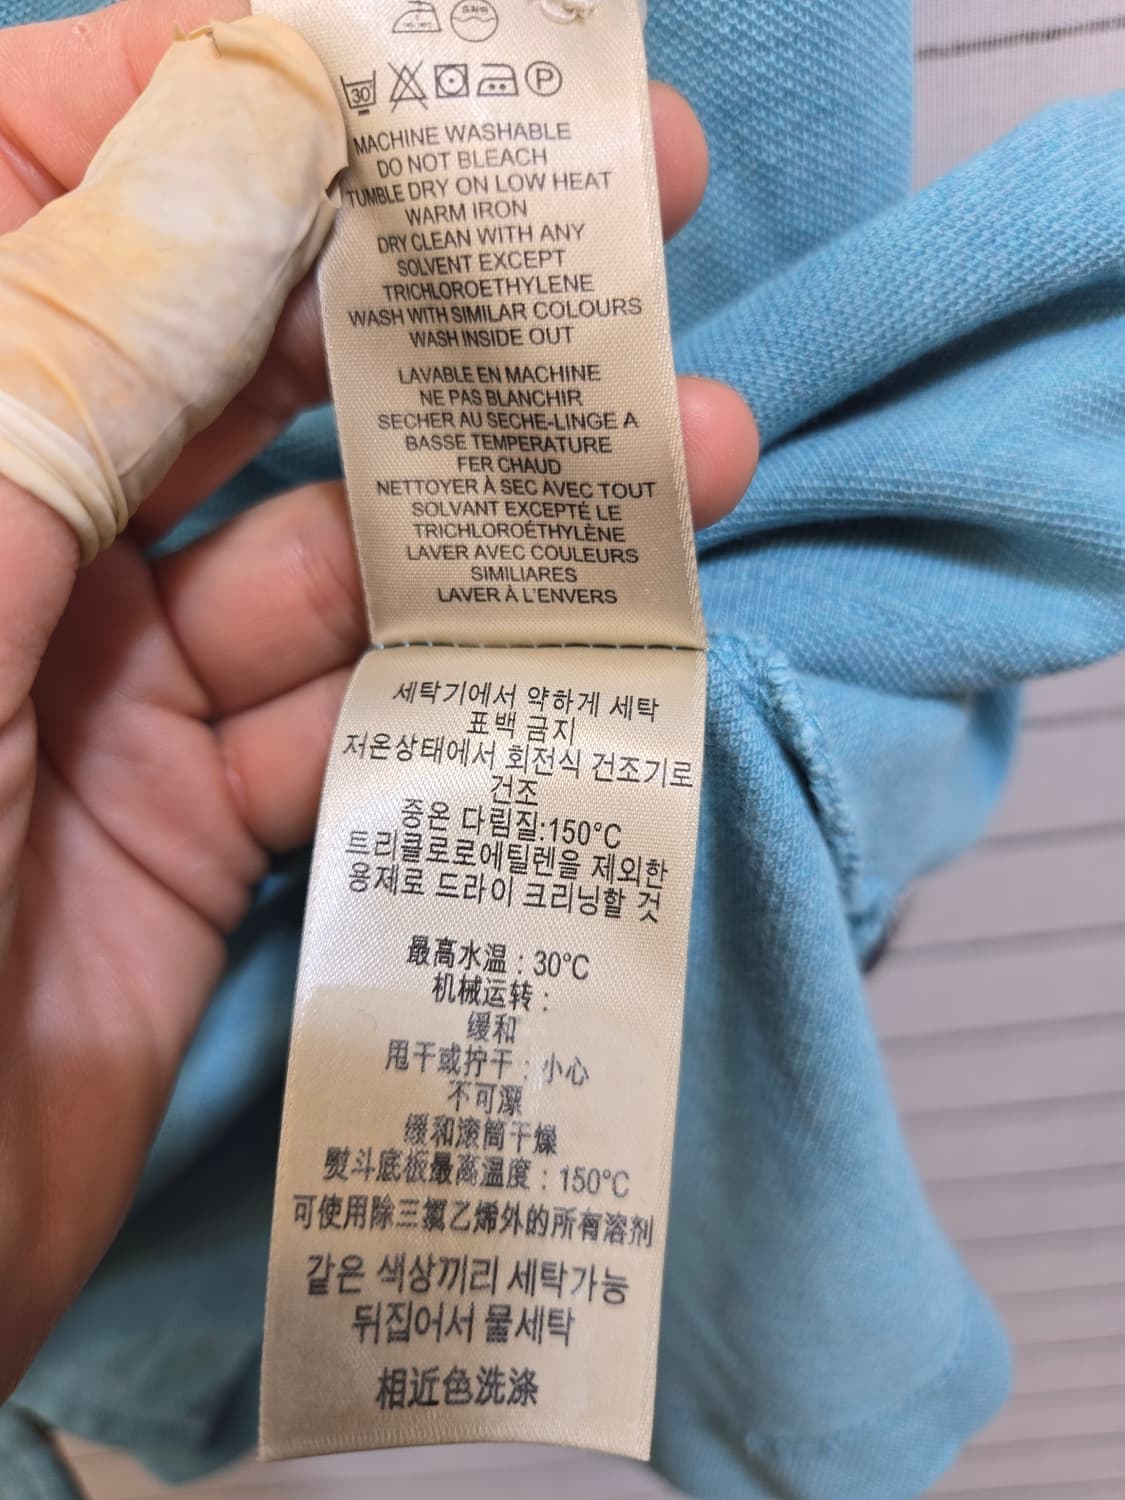 30
P
MACHINE WASHABLE
DO NOT BLEACH
TUMBLE DRY ON LOW HEAT
WARM IRON
DRY CLEAN WITH ANY
SOLVENT EXCEPT
TRICHLOROETHYLENE
WASH WITH SIMILAR COLOURS
WASH INSIDE OUT
LAVABLE EN MACHINE
NE PAS BLANCHIR
SECHER AU SECHE-LINGE A
BASSE TEMPERATURE
FER CHAUD
NETTOYER À SEC AVEC TOUT
SOLVANT EXCEPTÉ LE
TRICHLOROÉTHYLÈNE
LAVER AVEC COULEURS
SIMILIARES
LAVER À L'ENVERS
세탁기에서 약하게 세탁
표백 금지
저온상태에서 회전식 건조기로
건조
중온 다림질:150°C
트리클로로에틸렌을 제외한
용제로 드라이 크리닝할 것
最高水温 : 30°C
机械运转 :
缓和
甩干或拧干 : 小心
不可漂
缓和滚筒干燥
熨斗底板最高温度 : 150°C
可使用除三氯乙烯外的所有溶剂
같은 색상끼리 세탁가능
뒤집어서 물세탁
相近色洗涤